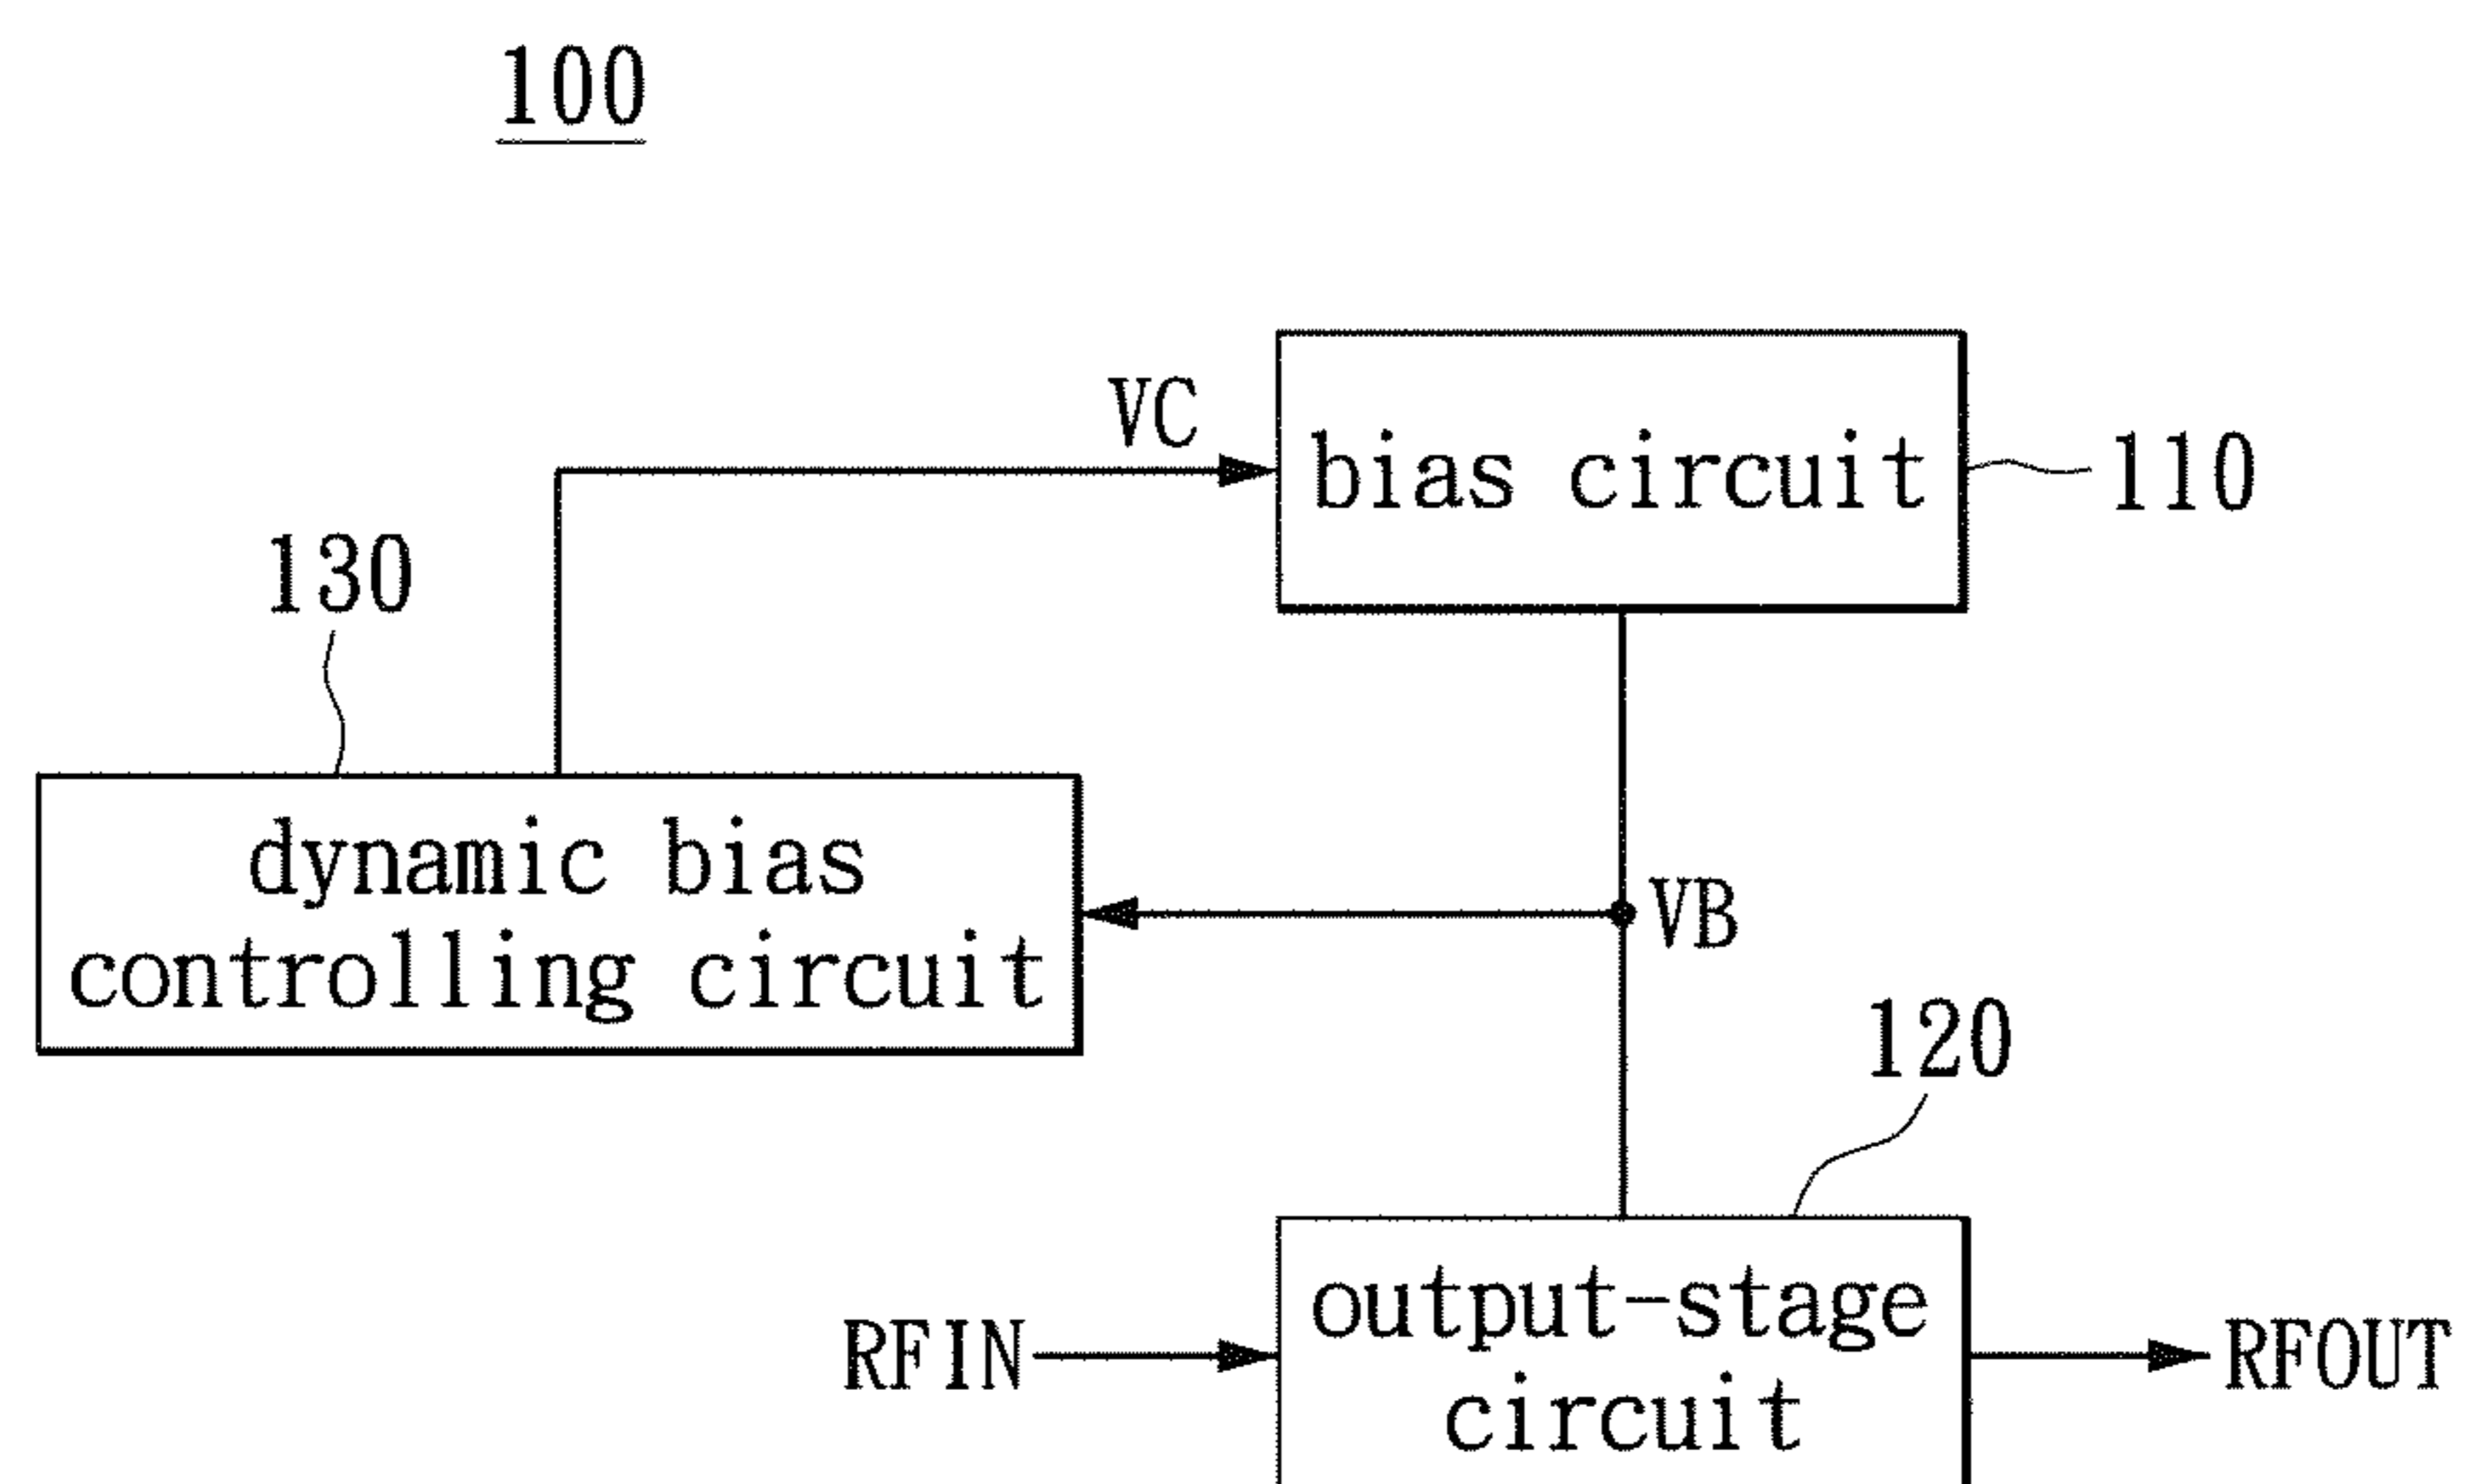 100
VC
bias circuit
110
130
dynamic bias
controlling circuit
VB
120
output-stage
circuit
RFIN
RFOUT